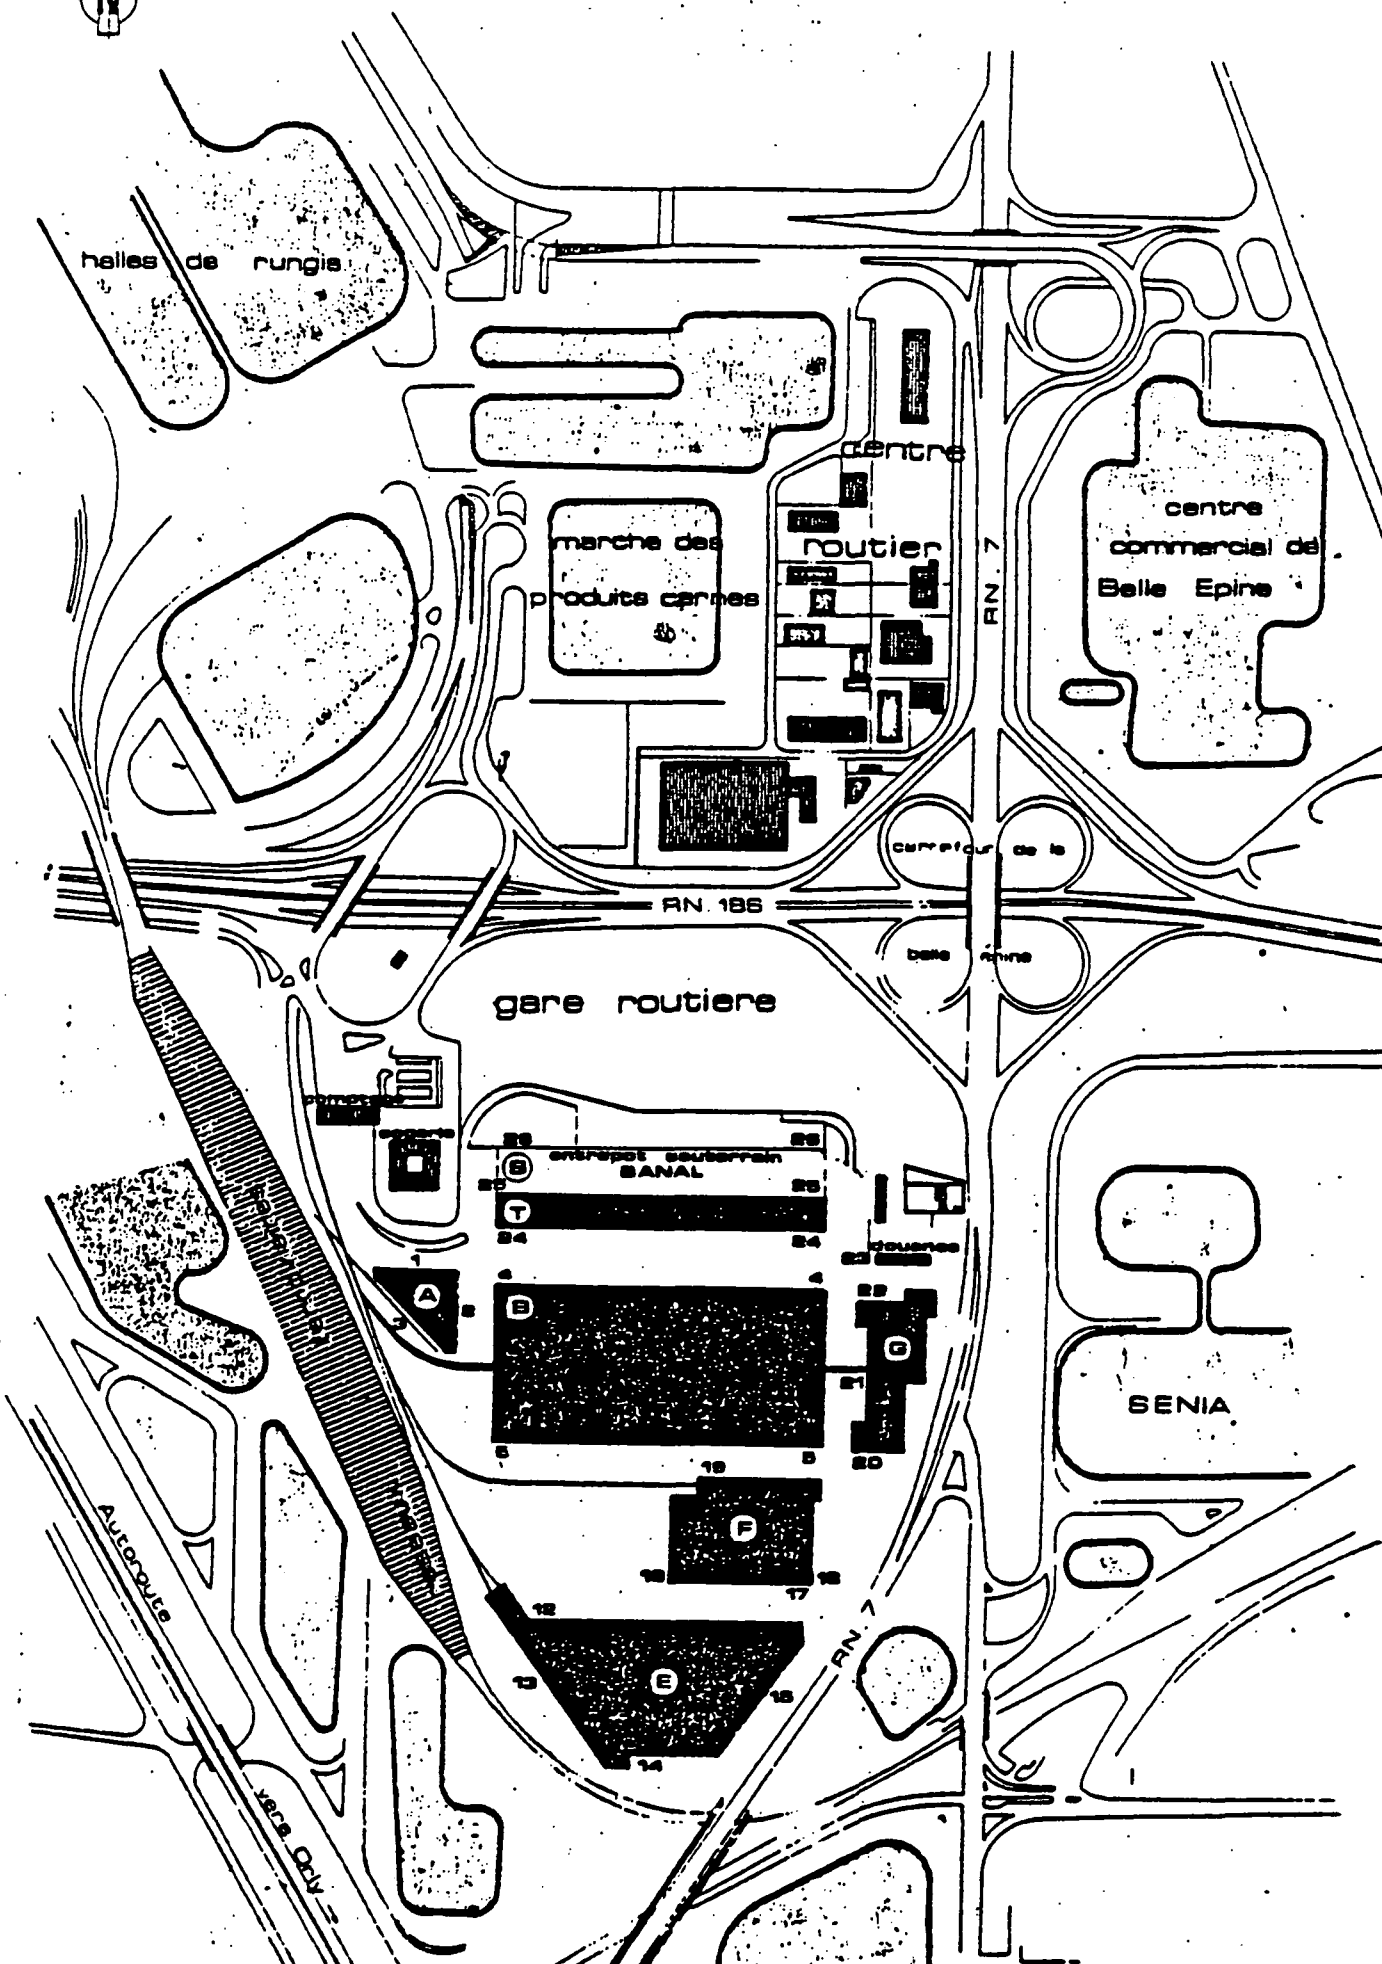 halles de rungis
centre
routier
marche des
produits carnes
RN. 7
centre
commercial de
Belle Epine
carrefour de la
belle épine
RN. 186
gare routiere
26
26
entrepot souterrain
BANAL
S
25
25
T
24
24
douanes
23
1
A
2
3
4
4
B
22
G
21
5
5
20
19
F
18
17
12
E
13
15
14
RN. 7
SENIA
Autoroute
vers Orly